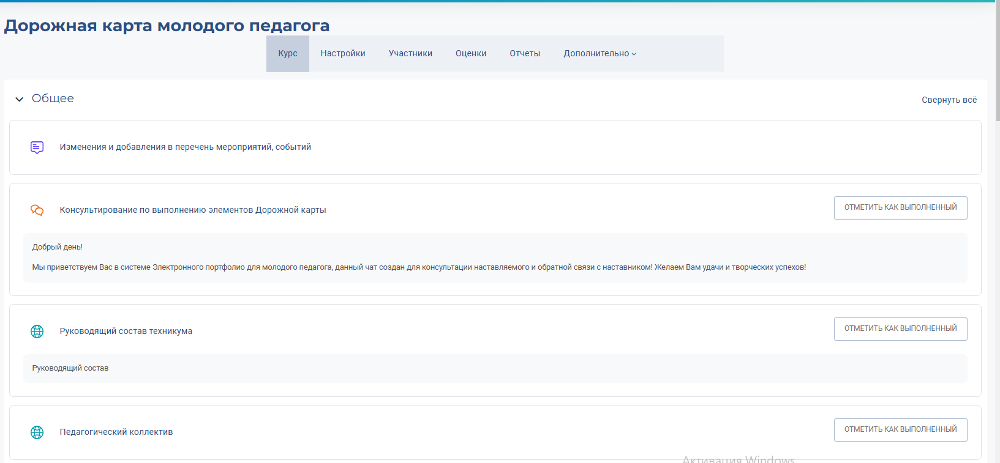 Дорожная карта молодого педагога
Курс Настройки Участники Оценки Отчеты Дополнительно
Общее Свернуть всё
Изменения и добавления в перечень мероприятий, событий
Консультирование по выполнению элементов Дорожной карты ОТМЕТИТЬ КАК ВЫПОЛНЕННЫЙ
Добрый день!
Мы приветствуем Вас в системе Электронного портфолио для молодого педагога, данный чат создан для консультации наставляемого и обратной связи с наставником! Желаем Вам удачи и творческих успехов!
Руководящий состав техникума ОТМЕТИТЬ КАК ВЫПОЛНЕННЫЙ
Руководящий состав
Педагогический коллектив ОТМЕТИТЬ КАК ВЫПОЛНЕННЫЙ
Активация Windows